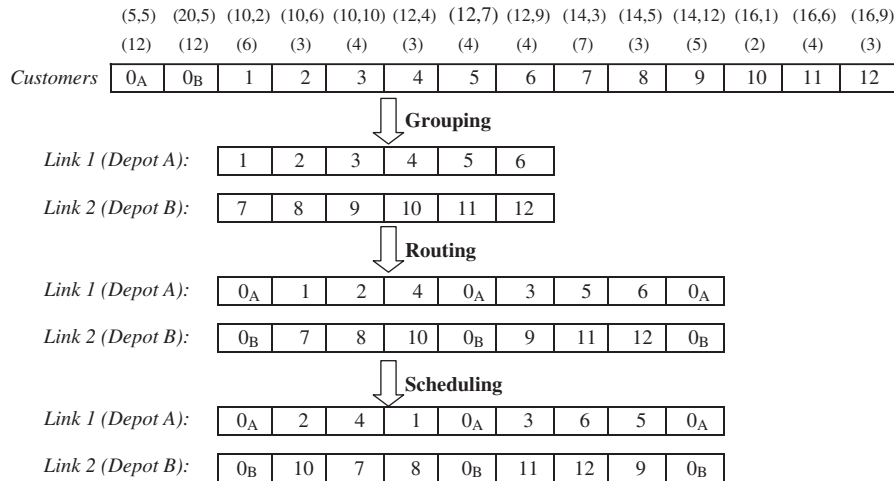 (5,5) (20,5) (10,2) (10,6) (10,10) (12,4) (12,7) (12,9) (14,3) (14,5) (14,12) (16,1) (16,6) (16,9)
(12) (12) (6) (3) (4) (3) (4) (4) (7) (3) (5) (2) (4) (3)
Customers 0A 0B 1 2 3 4 5 6 7 8 9 10 11 12
Grouping
Link 1 (Depot A): 1 2 3 4 5 6
Link 2 (Depot B): 7 8 9 10 11 12
Routing
Link 1 (Depot A): 0A 1 2 4 0A 3 5 6 0A
Link 2 (Depot B): 0B 7 8 10 0B 9 11 12 0B
Scheduling
Link 1 (Depot A): 0A 2 4 1 0A 3 6 5 0A
Link 2 (Depot B): 0B 10 7 8 0B 11 12 9 0B